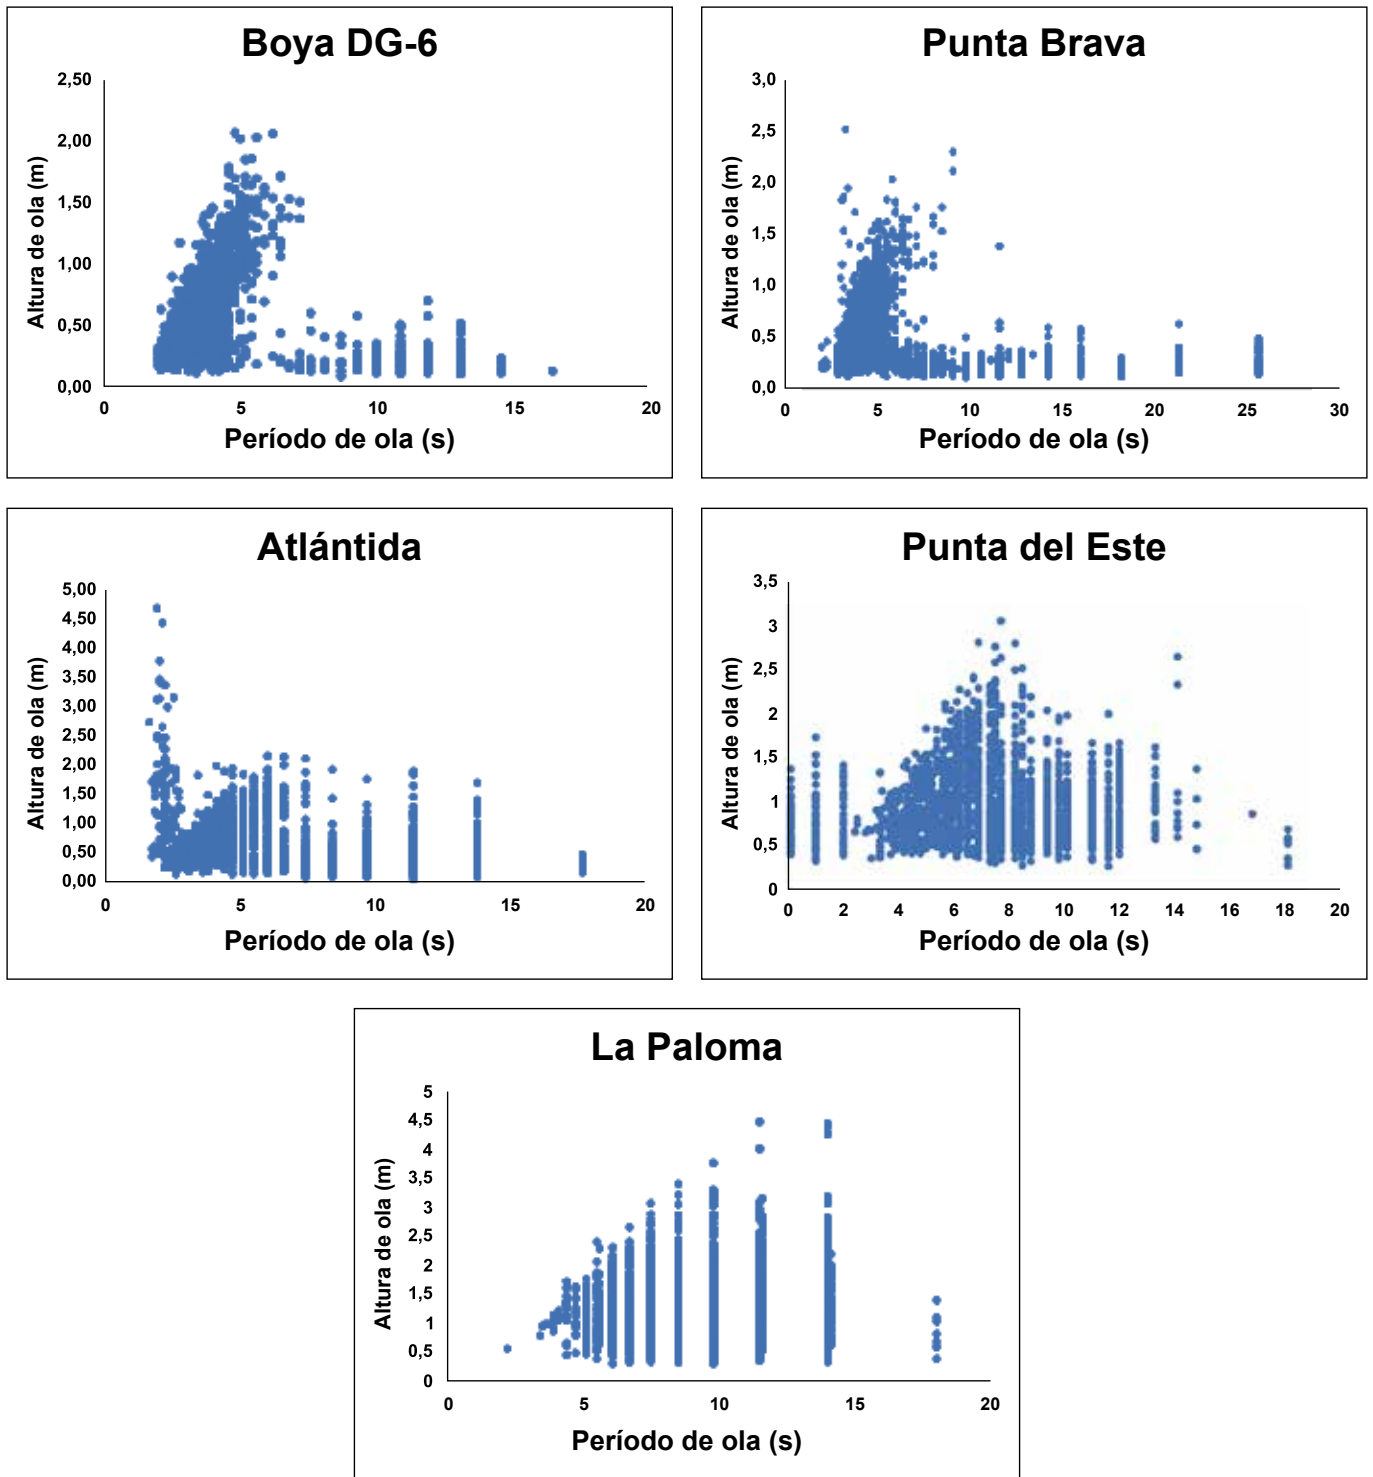 Boya DG-6
2,50
2,00
1,50
1,00
0,50
0,00
0 5 10 15 20
Altura de ola (m)
Período de ola (s)
Punta Brava
3,0
2,5
2,0
1,5
1,0
0,5
0,0
0 5 10 15 20 25 30
Altura de ola (m)
Período de ola (s)
Atlántida
5,00
4,50
4,00
3,50
3,00
2,50
2,00
1,50
1,00
0,50
0,00
0 5 10 15 20
Altura de ola (m)
Período de ola (s)
Punta del Este
3,5
3
2,5
2
1,5
1
0,5
0
0 2 4 6 8 10 12 14 16 18 20
Altura de ola (m)
Período de ola (s)
La Paloma
5
4,5
4
3,5
3
2,5
2
1,5
1
0,5
0
0 5 10 15 20
Altura de ola (m)
Período de ola (s)